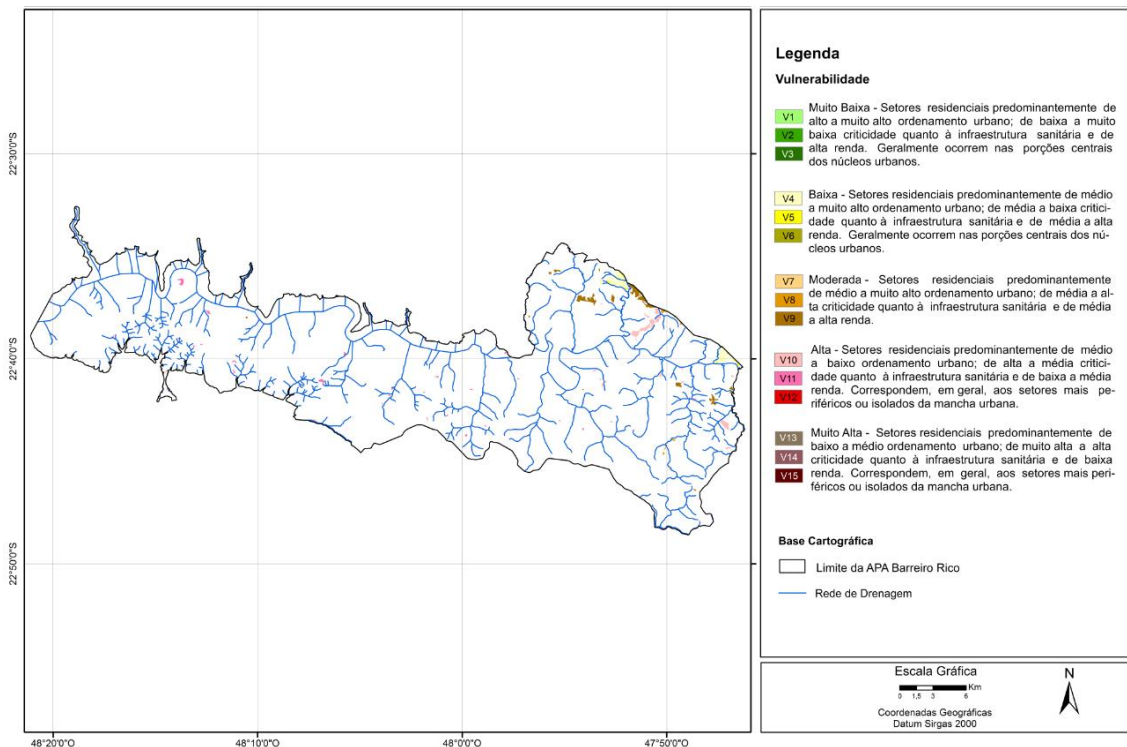 Legenda
Vulnerabilidade
V1
V2
V3
Muito Baixa - Setores residenciais predominantemente de
alto a muito alto ordenamento urbano; de baixa a muito
baixa criticidade quanto à infraestrutura sanitária e de
alta renda. Geralmente ocorrem nas porções centrais
dos núcleos urbanos.
V4
V5
V6
Baixa - Setores residenciais predominantemente de médio
a muito alto ordenamento urbano; de média a baixa critici-
dade quanto à infraestrutura sanitária e de média a alta
renda. Geralmente ocorrem nas porções centrais dos nú-
cleos urbanos.
V7
V8
V9
Moderada - Setores residenciais predominantemente
de médio a muito alto ordenamento urbano; de média a al-
ta criticidade quanto à infraestrutura sanitária e de média
a alta renda.
V10
V11
V12
Alta - Setores residenciais predominantemente de médio
a baixo ordenamento urbano; de alta a média critici-
dade quanto à infraestrutura sanitária e de baixa a média
renda. Correspondem, em geral, aos setores mais pe-
riféricos ou isolados da mancha urbana.
V13
V14
V15
Muito Alta - Setores residenciais predominantemente de
baixo a médio ordenamento urbano; de muito alta a alta
criticidade quanto à infraestrutura sanitária e de baixa
renda. Correspondem, em geral, aos setores mais peri-
féricos ou isolados da mancha urbana.
Base Cartográfica
Limite da APA Barreiro Rico
Rede de Drenagem
Escala Gráfica
Km
0 1,5 3 6
Coordenadas Geográficas
Datum Sirgas 2000
N
22°30'0"S
22°40'0"S
22°50'0"S
48°20'0"O
48°10'0"O
48°0'0"O
47°50'0"O